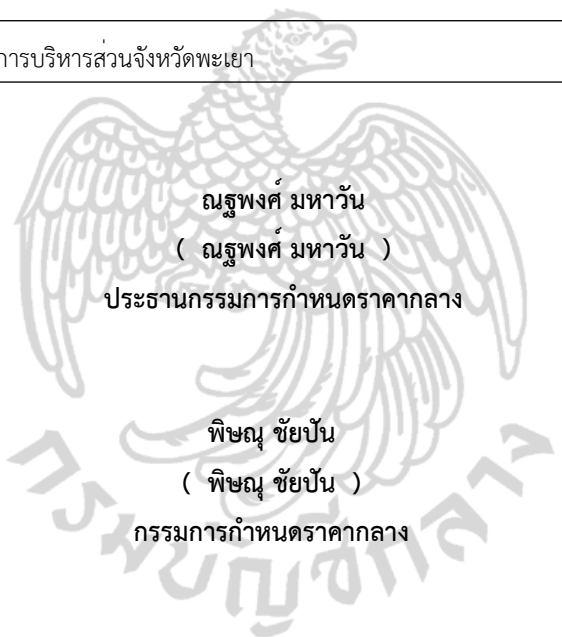 การบริหารส่วนจังหวัดพะเยา
ณฐพงศ์ มหาวัน
( ณฐพงศ์ มหาวัน )
ประธานกรรมการกำหนดราคากลาง
พิษณุ ชัยปัน
( พิษณุ ชัยปัน )
กรรมการกำหนดราคากลาง
กรมบัญชีกลาง